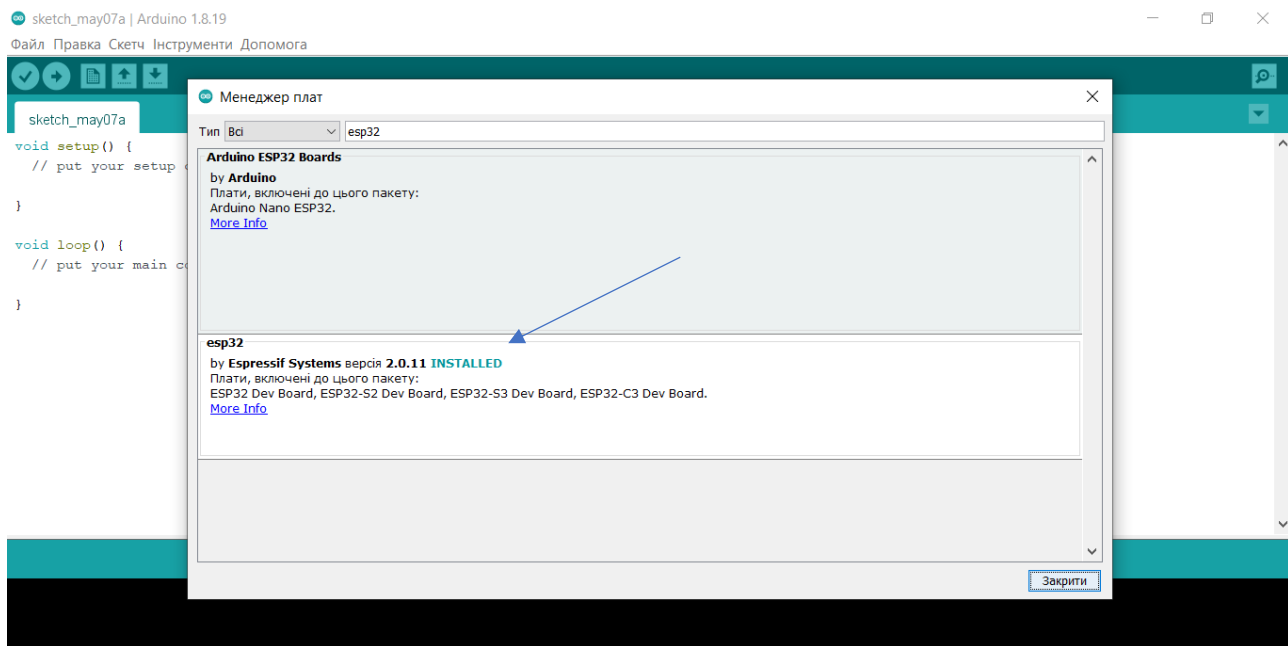 sketch_may07a | Arduino 1.8.19
Файл Правка Скетч Інструменти Допомога
sketch_may07a
void setup() {
// put your setup
}
void loop() {
// put your main
}
Менеджер плат
Тип Всі esp32
Arduino ESP32 Boards
by Arduino
Плати, включені до цього пакету:
Arduino Nano ESP32.
More Info
esp32
by Espressif Systems версія 2.0.11 INSTALLED
Плати, включені до цього пакету:
ESP32 Dev Board, ESP32-S2 Dev Board, ESP32-S3 Dev Board, ESP32-C3 Dev Board.
More Info
Закрити